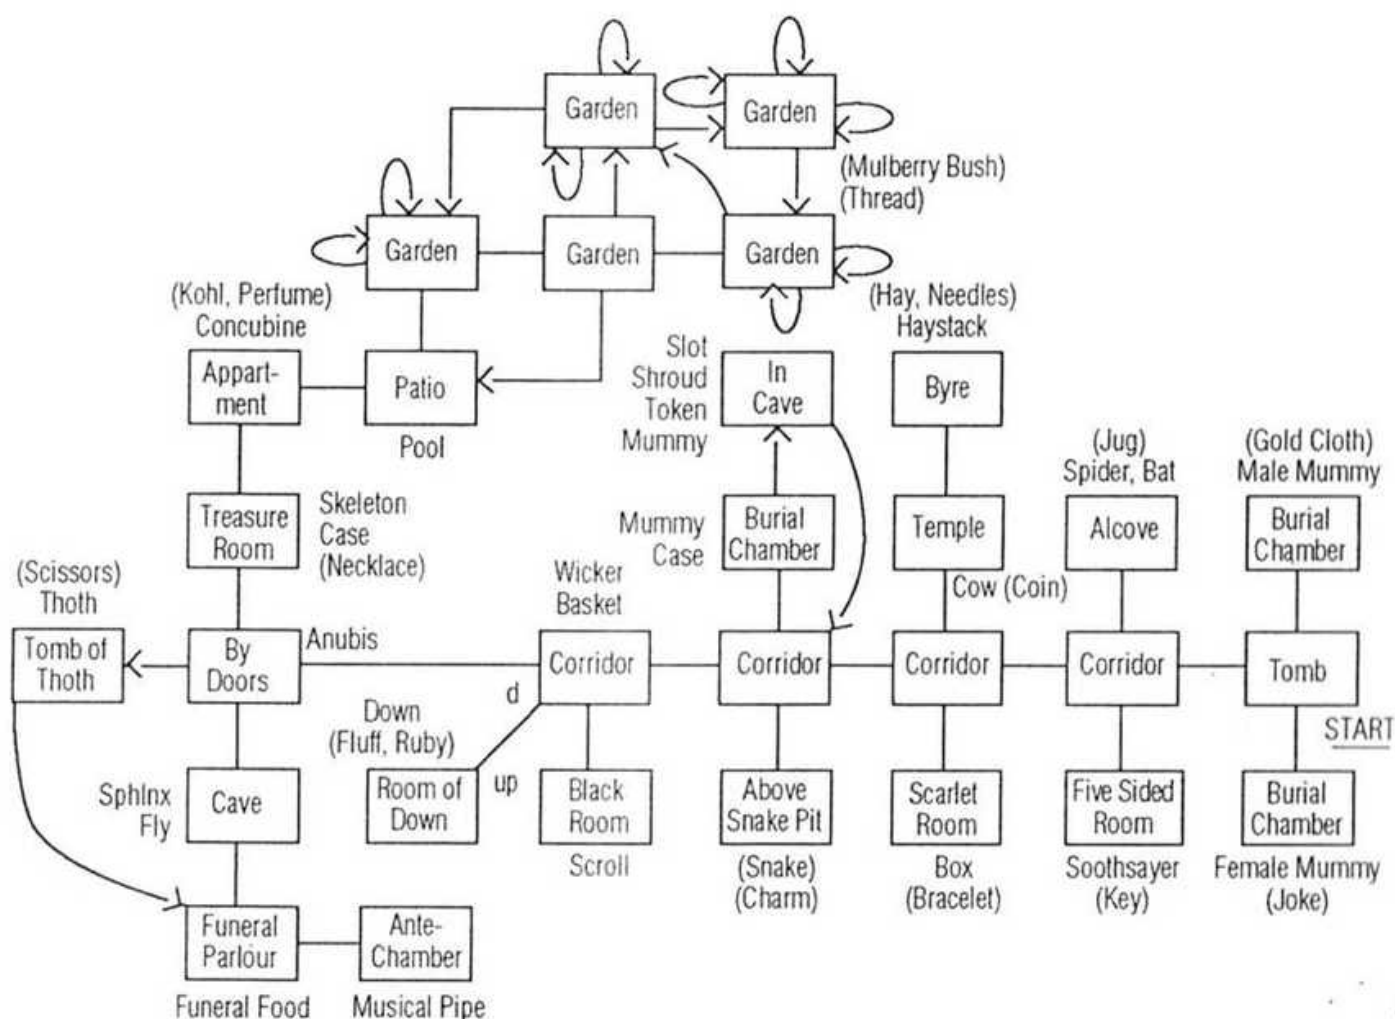 Garden
Garden
(Mulberry Bush)
(Thread)
Garden
Garden
Garden
(Kohl, Perfume)
Concubine
(Hay, Needles)
Haystack
Appart-
ment
Patio
Pool
Slot
Shroud
Token
Mummy
In
Cave
Byre
(Jug)
Spider, Bat
(Gold Cloth)
Male Mummy
Treasure
Room
Skeleton
Case
(Necklace)
Mummy
Case
Burial
Chamber
Temple
Alcove
Burial
Chamber
(Scissors)
Thoth
Wicker
Basket
Cow (Coin)
Tomb of
Thoth
By
Doors
Anubis
Corridor
Corridor
Corridor
Corridor
Tomb
START
d
Down
(Fluff, Ruby)
up
SphInx
Fly
Cave
Room of
Down
Black
Room
Scroll
Above
Snake Pit
(Snake)
(Charm)
Scarlet
Room
Box
(Bracelet)
Five Sided
Room
Soothsayer
(Key)
Burial
Chamber
Female Mummy
(Joke)
Funeral
Parlour
Ante-
Chamber
Funeral Food
Musical Pipe